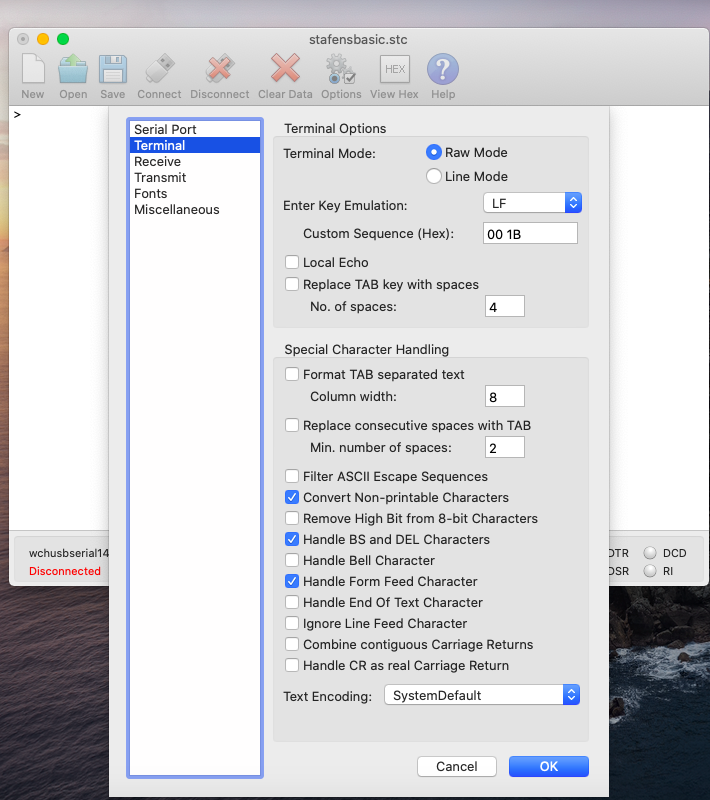 stafensbasic.stc
New Open Save Connect Disconnect Clear Data Options View Hex Help
HEX
>
Serial Port
Terminal
Receive
Transmit
Fonts
Miscellaneous
Terminal Options
Terminal Mode: Raw Mode
Line Mode
Enter Key Emulation: LF
Custom Sequence (Hex): 00 1B
Local Echo
Replace TAB key with spaces
No. of spaces: 4
Special Character Handling
Format TAB separated text
Column width: 8
Replace consecutive spaces with TAB
Min. number of spaces: 2
Filter ASCII Escape Sequences
Convert Non-printable Characters
Remove High Bit from 8-bit Characters
Handle BS and DEL Characters
Handle Bell Character
Handle Form Feed Character
Handle End Of Text Character
Ignore Line Feed Character
Combine contiguous Carriage Returns
Handle CR as real Carriage Return
Text Encoding: SystemDefault
Cancel OK
wchusbserial14
Disconnected
DTR DCD
DSR RI